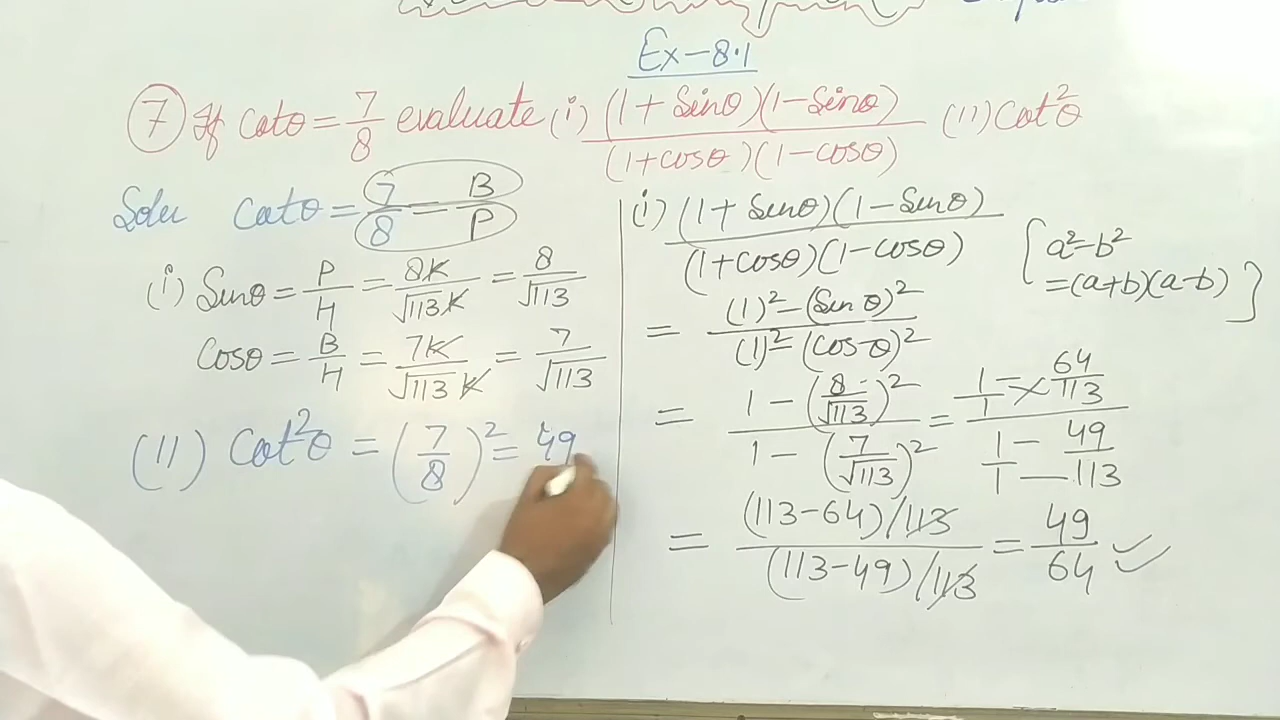 Ex-8.1
(7) If cotθ = 7/8 evaluate (i) (1+Sinθ)(1-Sinθ)/(1+cosθ)(1-cosθ) (II) Cot²θ
Solu cotθ = 7/8 — B/P
(i) Sinθ = P/H = 8K/√113K = 8/√113
Cosθ = B/H = 7K/√113K = 7/√113
(II) Cot²θ = (7/8)² = 49
i) (1+Sinθ)(1-Sinθ)/(1+cosθ)(1-cosθ)
{a²-b²
=(a+b)(a-b)}
= (1)²-(Sinθ)²/(1)²-(cosθ)²
= 1-(8/√113)²/1-(7/√113)² = 1/1 - 64/113 / 1/1 - 49/113
= (113-64)/113 / (113-49)/113 = 49/64